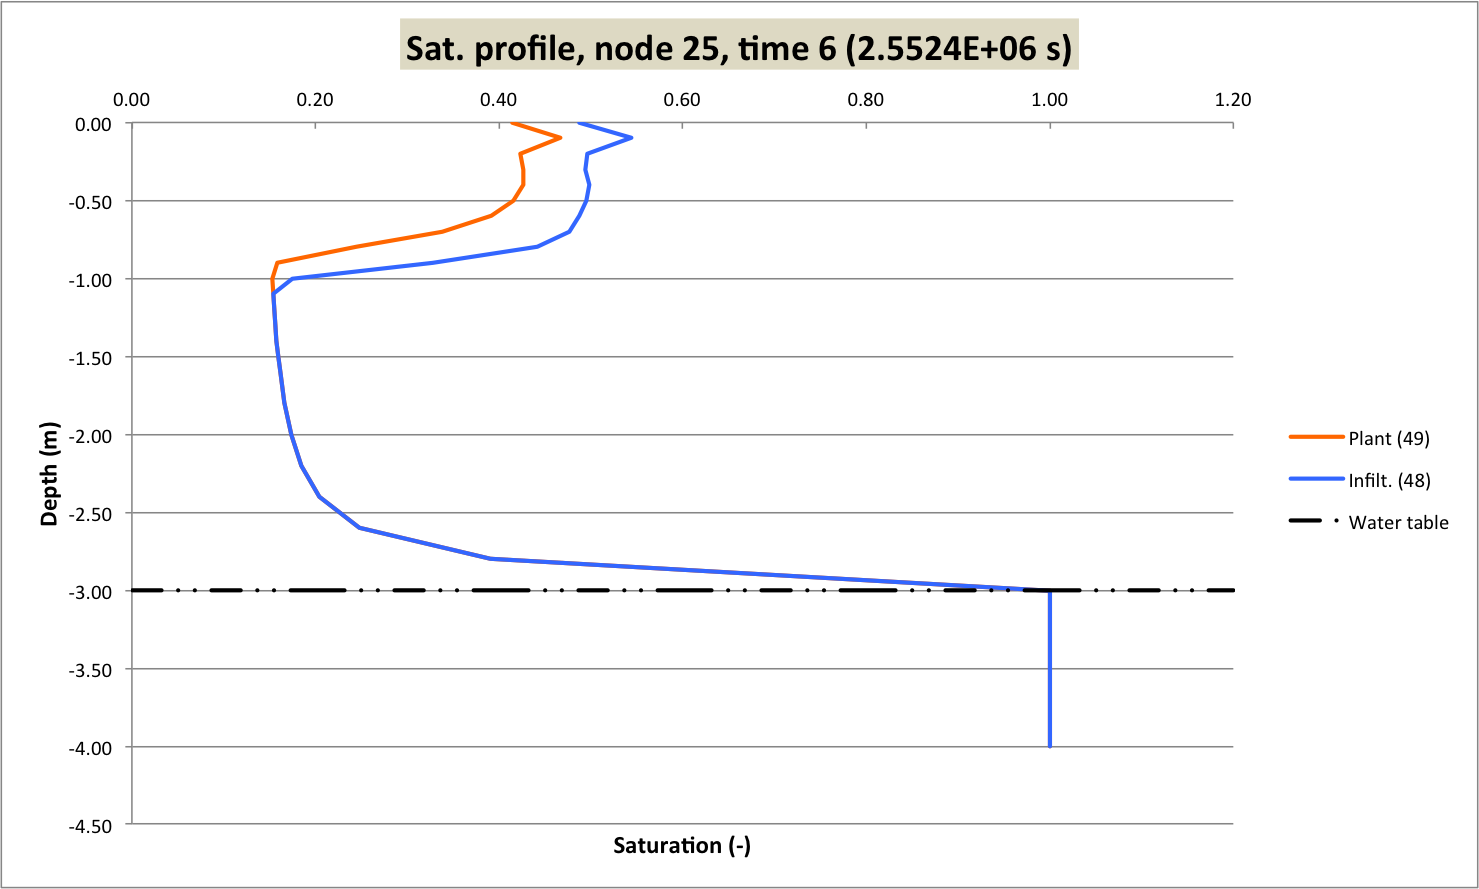 Sat. profile, node 25, time 6 (2.5524E+06 s)
0.00 0.20 0.40 0.60 0.80 1.00 1.20
0.00
-0.50
-1.00
-1.50
-2.00
-2.50
-3.00
-3.50
-4.00
-4.50
Depth (m)
Saturation (-)
Plant (49)
Infilt. (48)
Water table